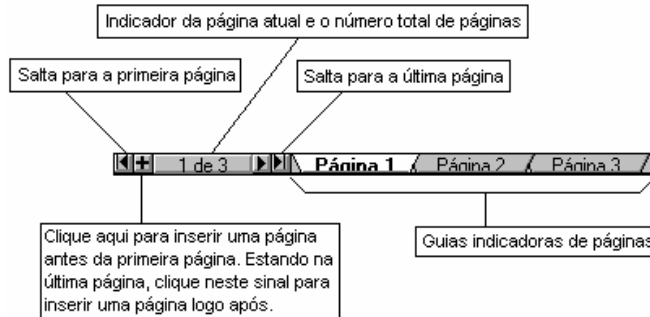 Indicador da página atual e o número total de páginas
Salta para a primeira página
Salta para a última página
1 de 3
Página 1
Página 2
Página 3
Clique aqui para inserir uma página
antes da primeira página. Estando na
última página, clique neste sinal para
inserir uma página logo após.
Guias indicadoras de páginas